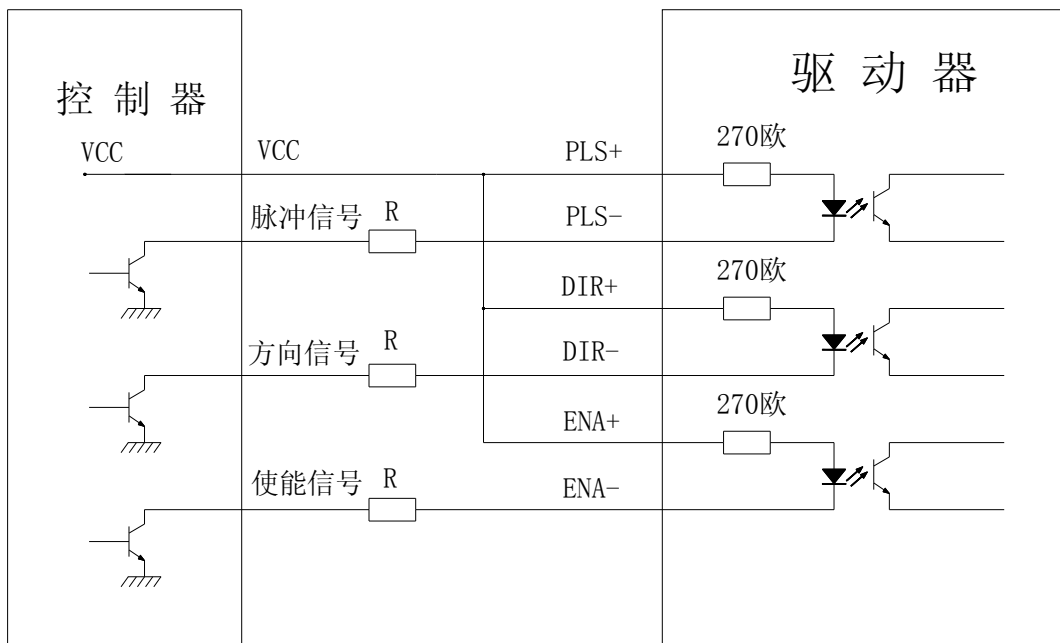 控 制 器
驱 动 器
VCC
VCC
PLS+
270欧
脉冲信号
R
PLS-
DIR+
270欧
方向信号
R
DIR-
ENA+
270欧
使能信号
R
ENA-